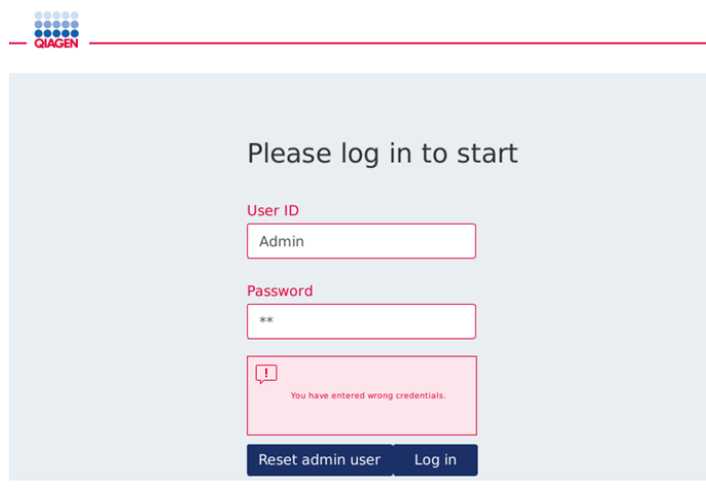 QIAGEN
Please log in to start
User ID
Admin
Password
**
!
You have entered wrong credentials.
Reset admin user
Log in